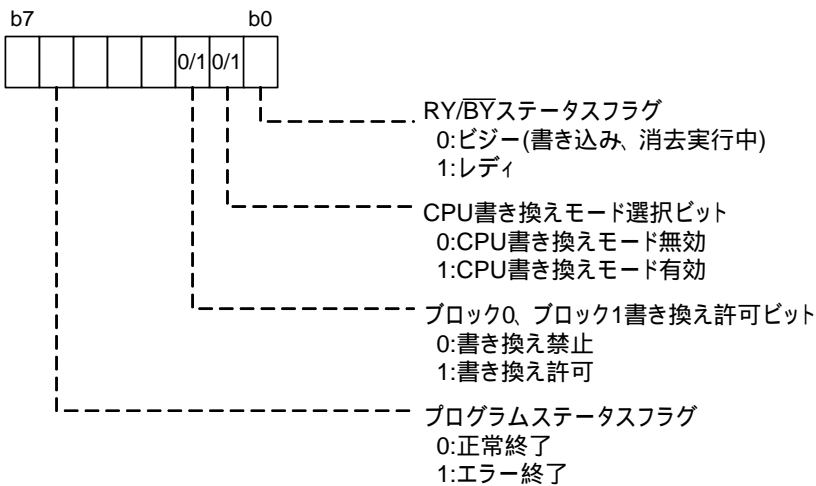 b7 b0
0/1 0/1
RY/BYステータスフラグ
0:ビジー(書き込み、消去実行中)
1:レディ
CPU書き換えモード選択ビット
0:CPU書き換えモード無効
1:CPU書き換えモード有効
ブロック0、ブロック1書き換え許可ビット
0:書き換え禁止
1:書き換え許可
プログラムステータスフラグ
0:正常終了
1:エラー終了